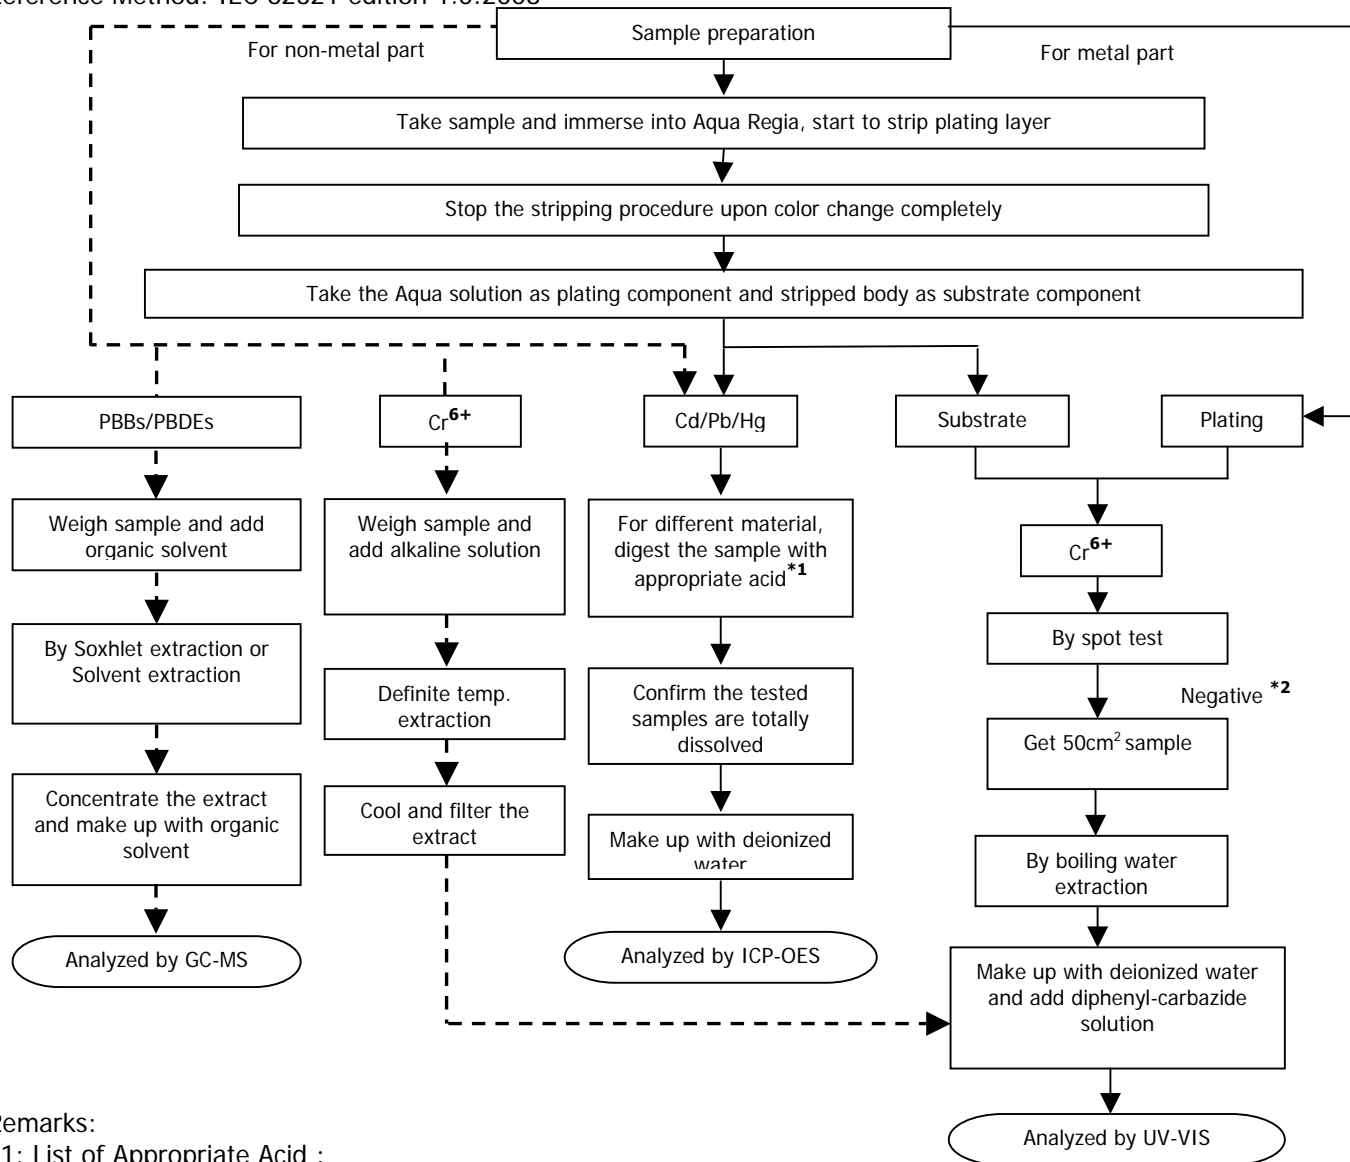 Sample preparation
For non-metal part
For metal part
Take sample and immerse into Aqua Regia, start to strip plating layer
Stop the stripping procedure upon color change completely
Take the Aqua solution as plating component and stripped body as substrate component
PBBs/PBDEs
Cr6+
Cd/Pb/Hg
Substrate
Plating
Weigh sample and add
organic solvent
Weigh sample and
add alkaline solution
For different material,
digest the sample with
appropriate acid*1
Cr6+
By spot test
By Soxhlet extraction or
Solvent extraction
Definite temp.
extraction
Confirm the tested
samples are totally
dissolved
Negative *2
Get 50cm2 sample
Concentrate the extract
and make up with organic
solvent
Cool and filter the
extract
Make up with deionized
water
By boiling water
extraction
Analyzed by GC-MS
Analyzed by ICP-OES
Make up with deionized water
and add diphenyl-carbazide
solution
Remarks:
1: List of Appropriate Acid :
Analyzed by UV-VIS